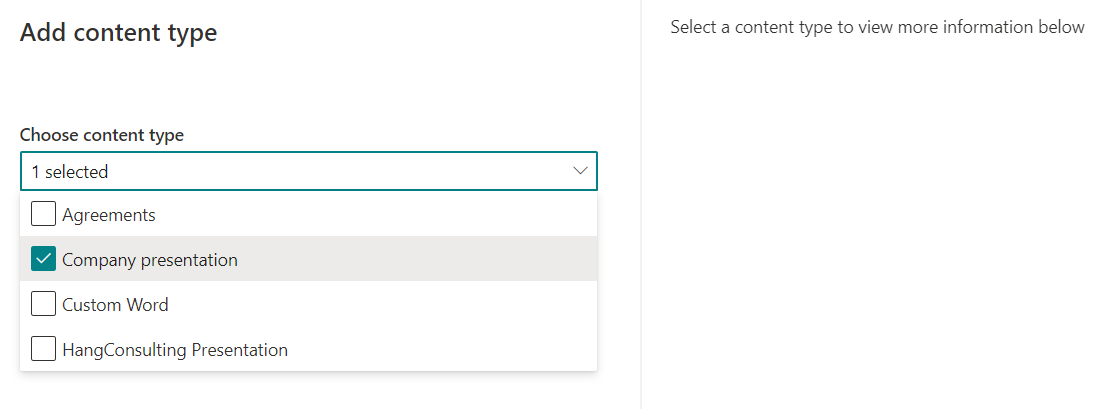 Add content type
Select a content type to view more information below
Choose content type
1 selected
Agreements
Company presentation
Custom Word
HangConsulting Presentation